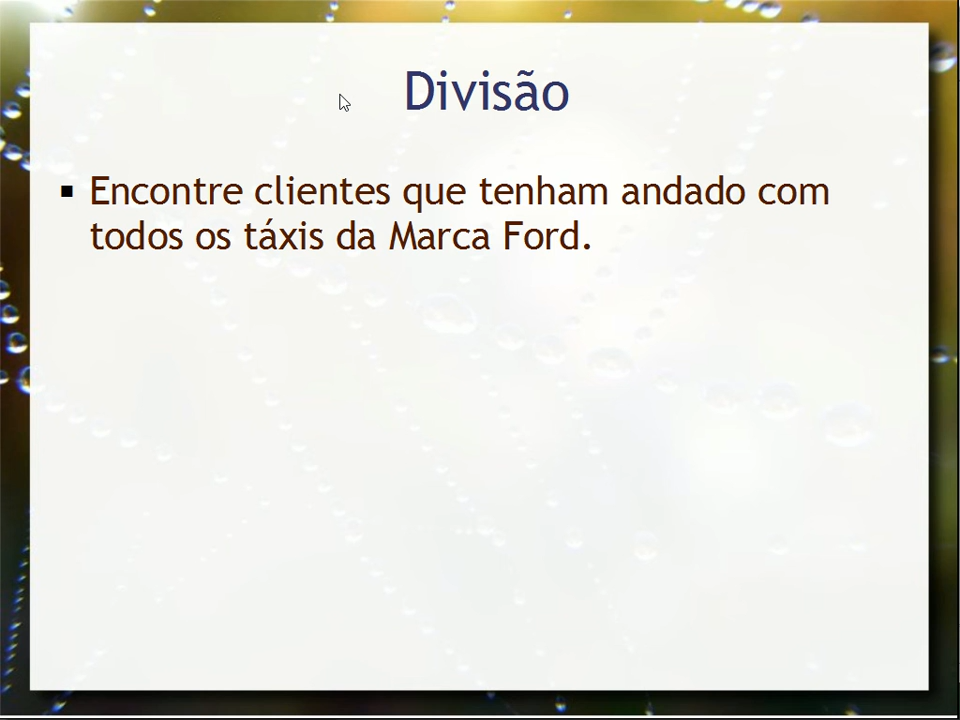 Divisão
Encontre clientes que tenham andado com
todos os táxis da Marca Ford.